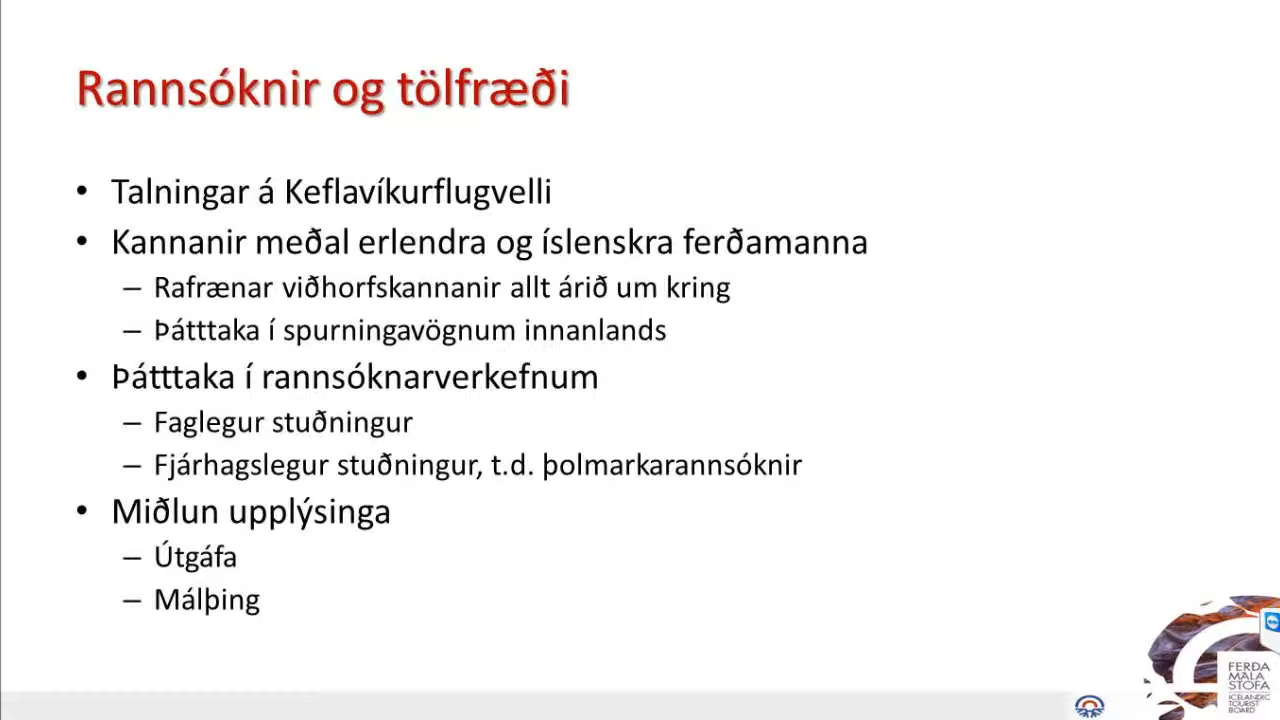 Rannsóknir og tölfræði
• Talningar á Keflavíkurflugvelli
• Kannanir meðal erlendra og íslenskra ferðamanna
– Rafrænar viðhorfskannanir allt árið um kring
– Þátttaka í spurningavögnum innanlands
• Þátttaka í rannsóknarverkefnum
– Faglegur stuðningur
– Fjárhagslegur stuðningur, t.d. þolmarkarannsóknir
• Miðlun upplýsinga
– Útgáfa
– Málþing
FERÐA
MÁLA
STOFA
ICELANDIC
TOURIST
BOARD